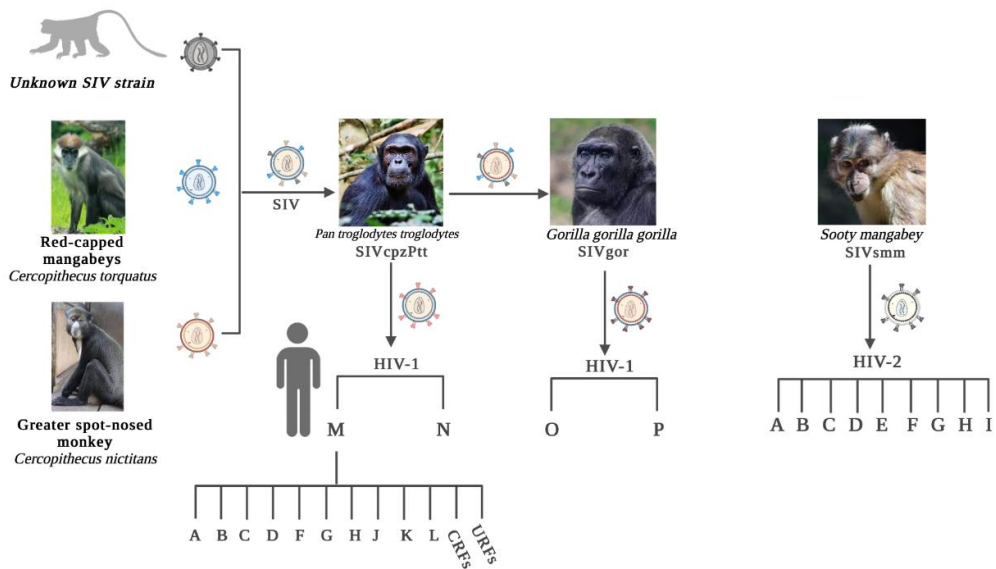 Unknown SIV strain
Red-capped
mangabeys
Cercopithecus torquatus
Greater spot-nosed
monkey
Cercopithecus nictitans
SIV
Pan troglodytes troglodytes
SIVcpzPtt
Gorilla gorilla gorilla
SIVgor
Sooty mangabey
SIVsmm
HIV-1
M N
HIV-1
O P
HIV-2
A B C D E F G H I
A B C D F G H J K L CRFs URFs